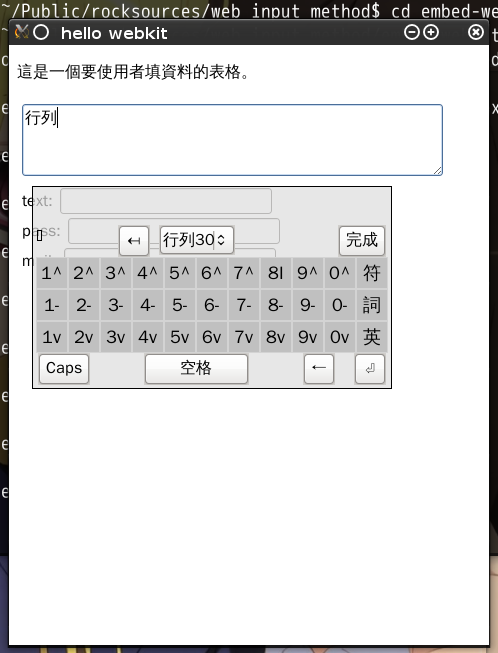 ~/Public/rocksources/web input method$ cd embed-we
hello webkit
這是一個要使用者填資料的表格。
行列
text:
pass:
↤ 行列30 完成
1^ 2^ 3^ 4^ 5^ 6^ 7^ 8I 9^ 0^ 符
1- 2- 3- 4- 5- 6- 7- 8- 9- 0- 詞
1v 2v 3v 4v 5v 6v 7v 8v 9v 0v 英
Caps 空格 ← ⏎